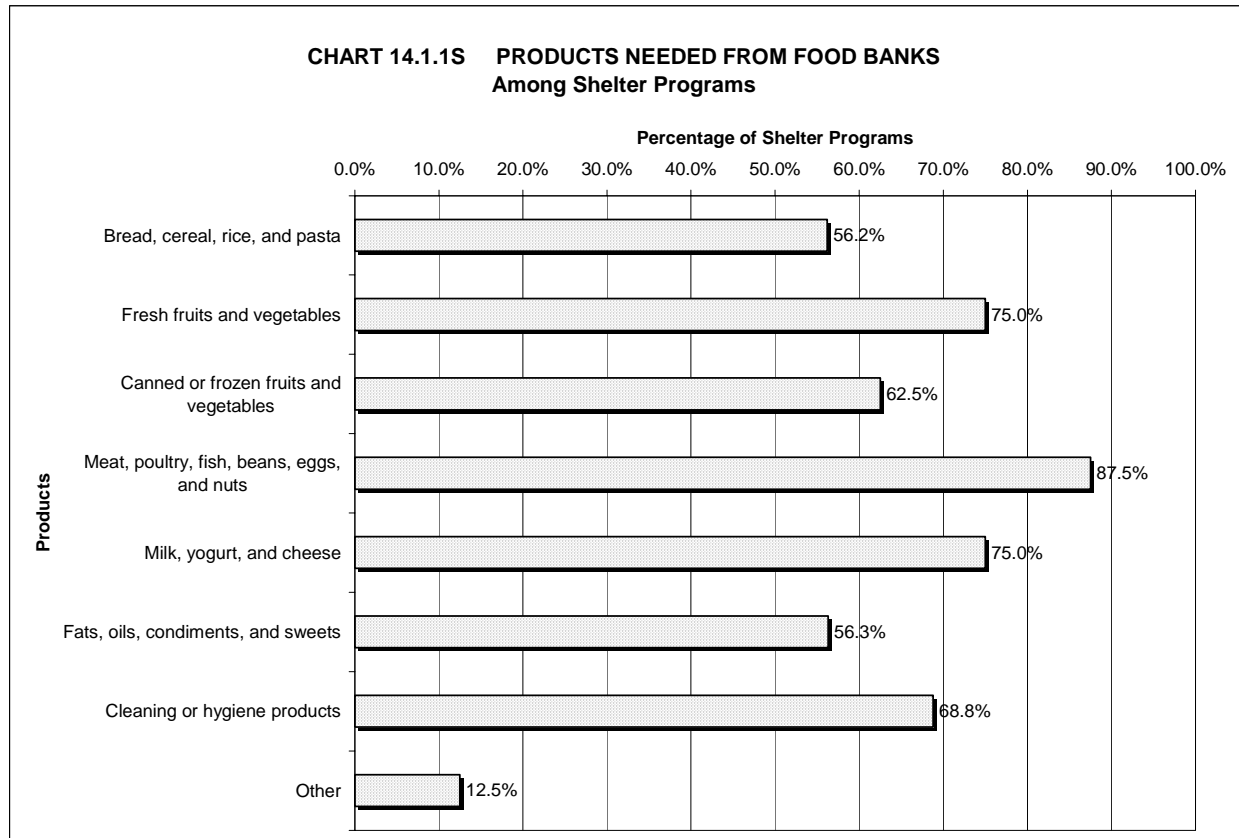 CHART 14.1.1S PRODUCTS NEEDED FROM FOOD BANKS
Among Shelter Programs
Percentage of Shelter Programs
0.0% 10.0% 20.0% 30.0% 40.0% 50.0% 60.0% 70.0% 80.0% 90.0% 100.0%
Products
Bread, cereal, rice, and pasta
56.2%
Fresh fruits and vegetables
75.0%
Canned or frozen fruits and
vegetables
62.5%
Meat, poultry, fish, beans, eggs,
and nuts
87.5%
Milk, yogurt, and cheese
75.0%
Fats, oils, condiments, and sweets
56.3%
Cleaning or hygiene products
68.8%
Other
12.5%